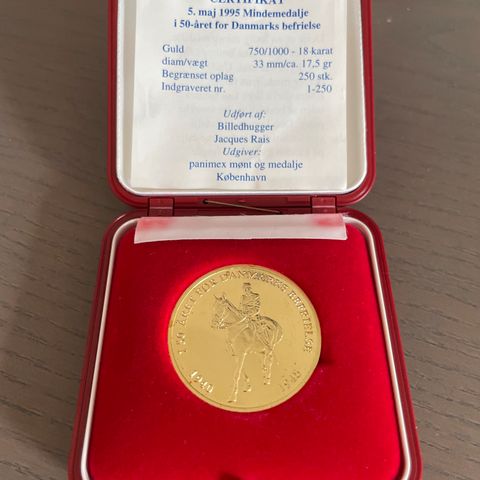 CERTIFIKAT
5. maj 1995 Mindemedalje
i 50-året for Danmarks befrielse
Guld 750/1000 - 18 karat
diam/vægt 33 mm/ca. 17,5 gr
Begrænset oplag 250 stk.
Indgraveret nr. 1-250
Udført af:
Billedhugger
Jacques Rais
Udgiver:
panimex mønt og medalje
København
I 50 ÅRET FOR DANMARKS BEFRIELSE
1940 1945